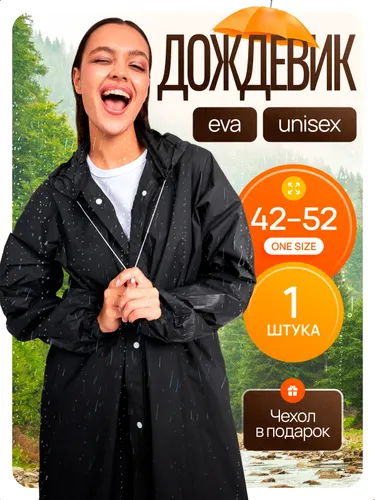 ДОЖДЕВИК
eva
unisex
42–52
ONE SIZE
1
ШТУКА
Чехол
в подарок